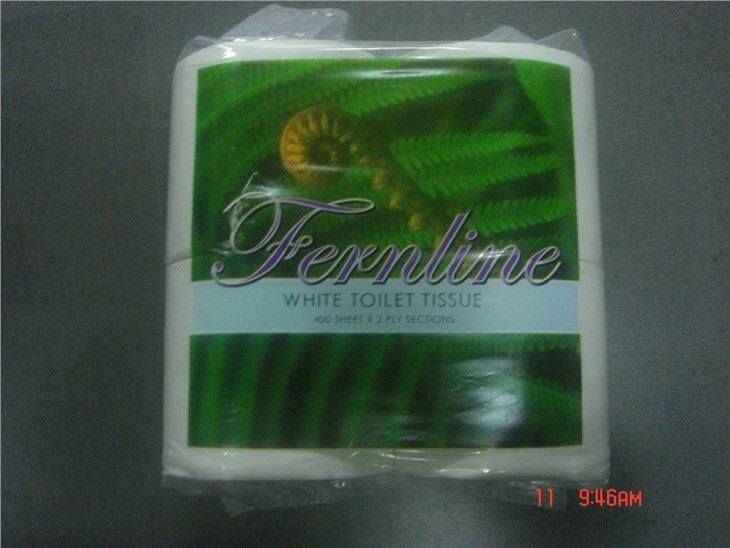 Fernline
WHITE TOILET TISSUE
400 SHEET X 2 PLY SECTIONS
11 9:46AM